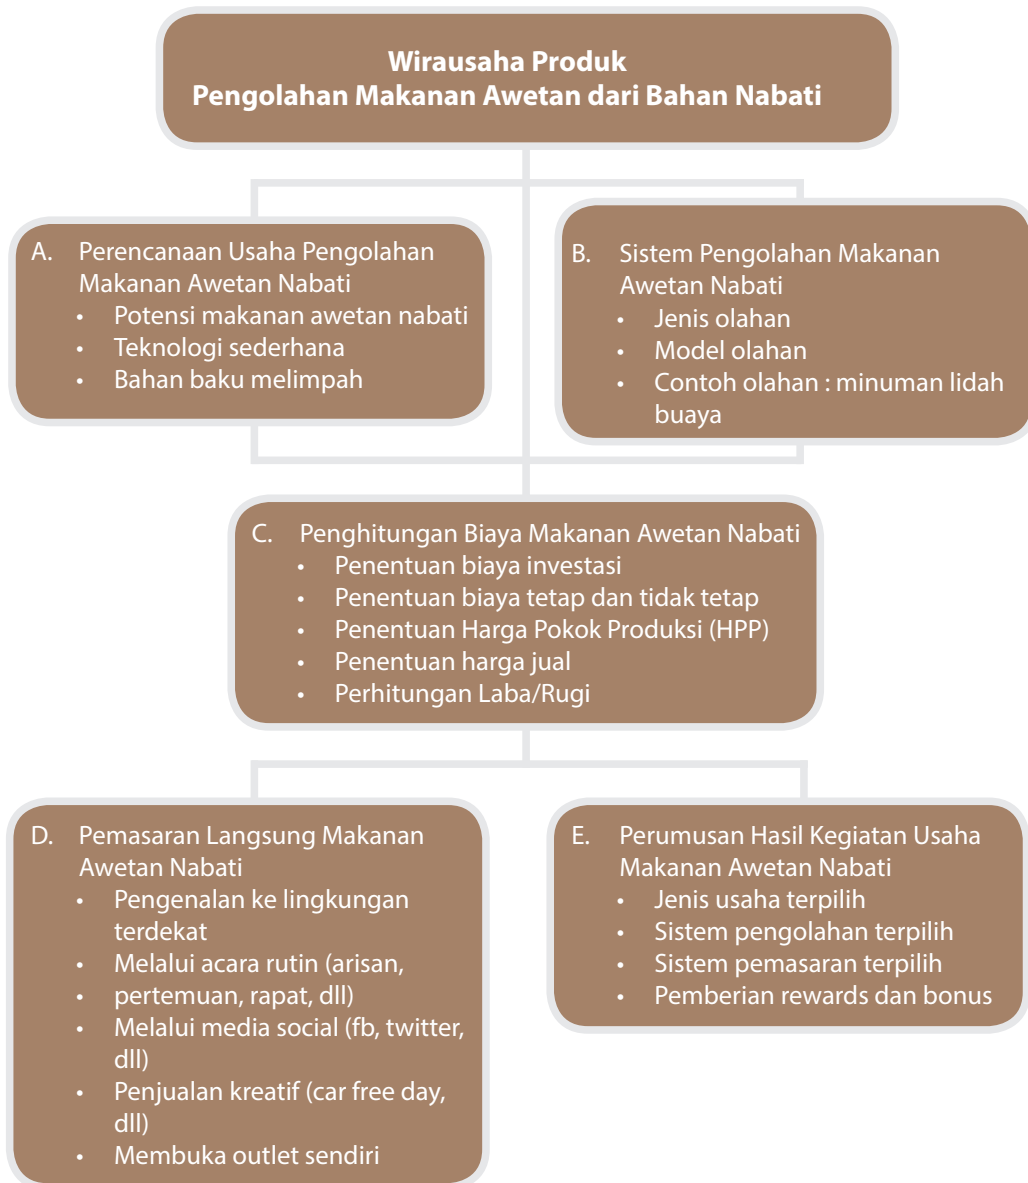 Wirausaha Produk
Pengolahan Makanan Awetan dari Bahan Nabati
A. Perencanaan Usaha Pengolahan
Makanan Awetan Nabati
• Potensi makanan awetan nabati
• Teknologi sederhana
• Bahan baku melimpah
B. Sistem Pengolahan Makanan
Awetan Nabati
• Jenis olahan
• Model olahan
• Contoh olahan : minuman lidah
buaya
C. Penghitungan Biaya Makanan Awetan Nabati
• Penentuan biaya investasi
• Penentuan biaya tetap dan tidak tetap
• Penentuan Harga Pokok Produksi (HPP)
• Penentuan harga jual
• Perhitungan Laba/Rugi
D. Pemasaran Langsung Makanan
Awetan Nabati
• Pengenalan ke lingkungan
terdekat
• Melalui acara rutin (arisan,
• pertemuan, rapat, dll)
• Melalui media social (fb, twitter,
dll)
• Penjualan kreatif (car free day,
dll)
• Membuka outlet sendiri
E. Perumusan Hasil Kegiatan Usaha
Makanan Awetan Nabati
• Jenis usaha terpilih
• Sistem pengolahan terpilih
• Sistem pemasaran terpilih
• Pemberian rewards dan bonus